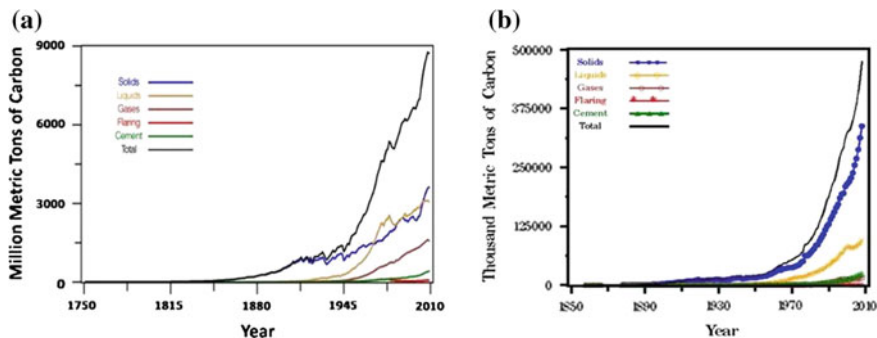 (a)
Million Metric Tons of Carbon
9000
6000
3000
0
Solids
Liquids
Gases
Flaring
Cement
Total
1750
1815
1880
1945
2010
Year
(b)
Thousand Metric Tons of Carbon
500000
375000
250000
125000
0
Solids
Liquids
Gases
Flaring
Cement
Total
1850
1890
1930
1970
2010
Year